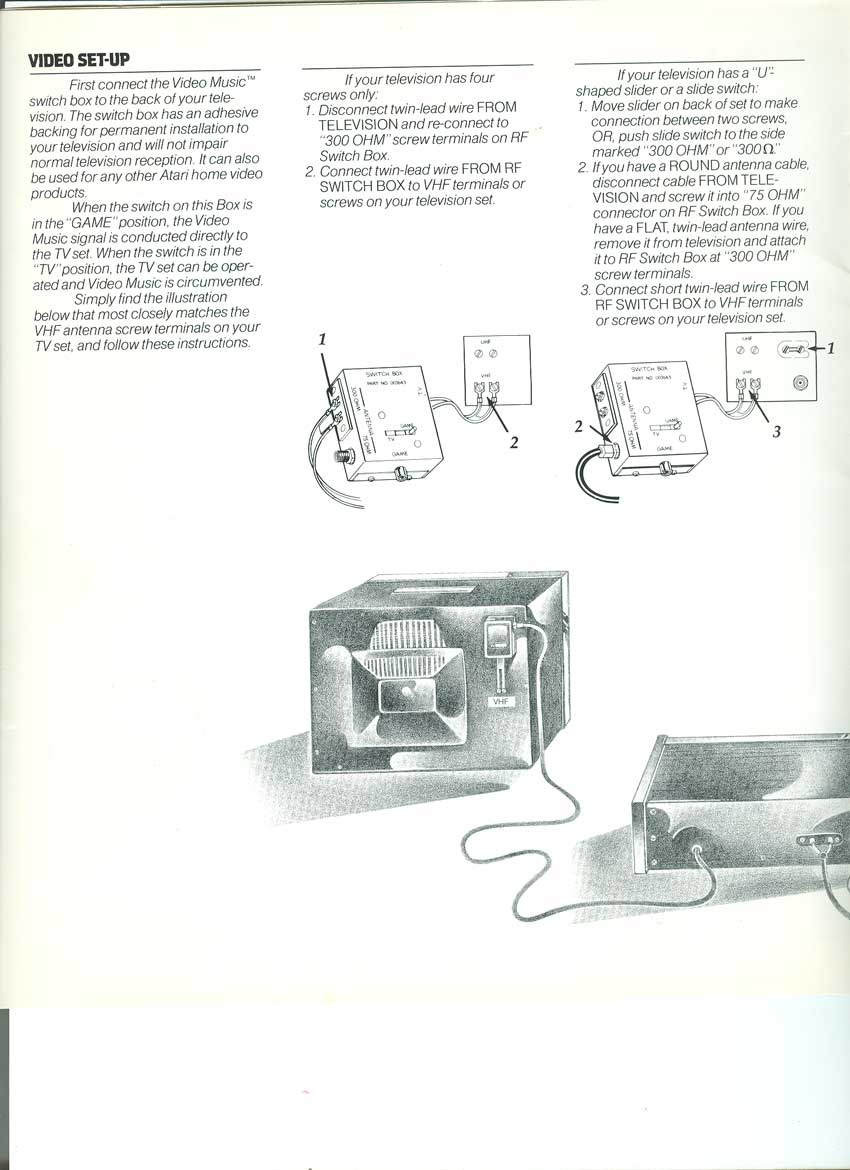 VIDEO SET-UP
First connect the Video Music™
switch box to the back of your tele-
vision. The switch box has an adhesive
backing for permanent installation to
your television and will not impair
normal television reception. It can also
be used for any other Atari home video
products.
When the switch on this Box is
in the "GAME" position, the Video
Music signal is conducted directly to
the TV set. When the switch is in the
"TV" position, the TV set can be oper-
ated and Video Music is circumvented.
Simply find the illustration
below that most closely matches the
VHF antenna screw terminals on your
TV set, and follow these instructions.
If your television has four
screws only:
1. Disconnect twin-lead wire FROM
TELEVISION and re-connect to
"300 OHM" screw terminals on RF
Switch Box.
2. Connect twin-lead wire FROM RF
SWITCH BOX to VHF terminals or
screws on your television set.
If your television has a "U"-
shaped slider or a slide switch:
1. Move slider on back of set to make
connection between two screws,
OR, push slide switch to the side
marked "300 OHM" or "300 Ω."
2. If you have a ROUND antenna cable,
disconnect cable FROM TELE-
VISION and screw it into "75 OHM"
connector on RF Switch Box. If you
have a FLAT, twin-lead antenna wire,
remove it from television and attach
it to RF Switch Box at "300 OHM"
screw terminals.
3. Connect short twin-lead wire FROM
RF SWITCH BOX to VHF terminals
or screws on your television set.
1
UHF
VHF
SWITCH BOX
PART NO.
300 OHM
ANTENNA
75 OHM
TV
GAME
TV
GAME
2
UHF
1
VHF
SWITCH BOX
PART NO.
300 OHM
ANTENNA
75 OHM
TV
GAME
TV
GAME
2
3
VHF